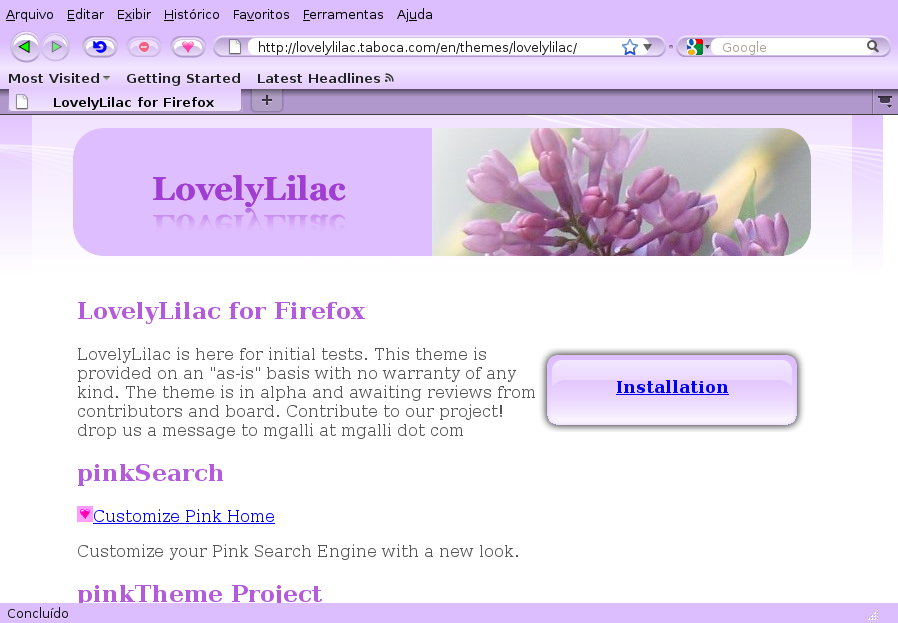 Arquivo Editar Exibir Histórico Favoritos Ferramentas Ajuda
http://lovelylilac.taboca.com/en/themes/lovelylilac/ Google
Most Visited Getting Started Latest Headlines
LovelyLilac for Firefox
LovelyLilac
LovelyLilac for Firefox
LovelyLilac is here for initial tests. This theme is
provided on an "as-is" basis with no warranty of any
kind. The theme is in alpha and awaiting reviews from
contributors and board. Contribute to our project!
drop us a message to mgalli at mgalli dot com
Installation
pinkSearch
Customize Pink Home
Customize your Pink Search Engine with a new look.
pinkTheme Project
Concluído